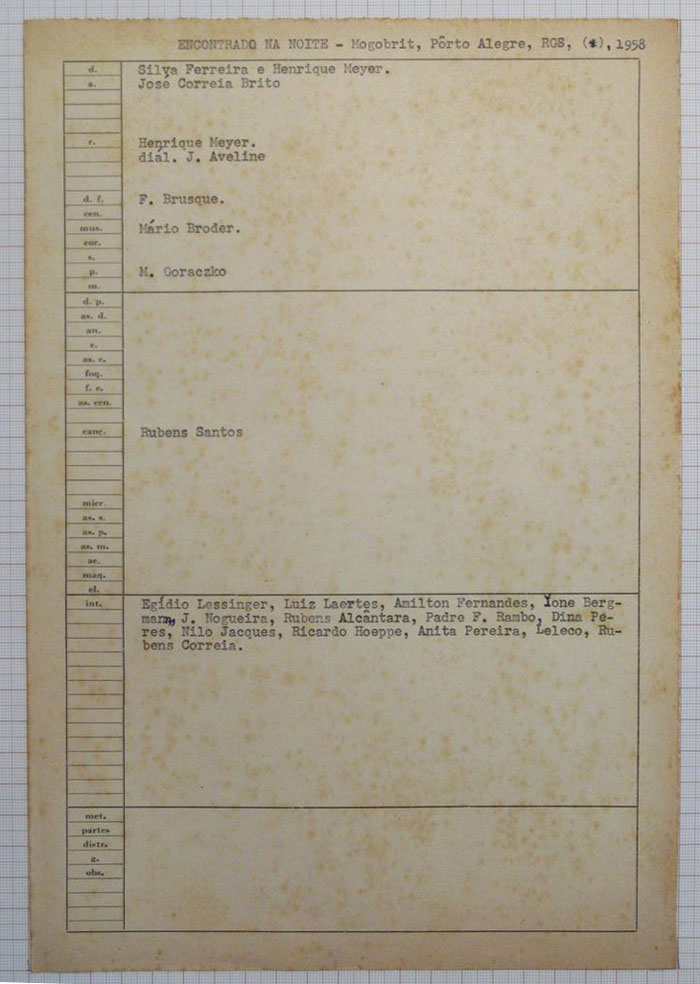 ENCONTRADO NA NOITE - Mogobrit, Pôrto Alegre, RGS, (*), 1958
d. Silva Ferreira e Henrique Meyer.
a. José Correia Brito
r. Henrique Meyer.
dial. J. Aveline
d. f. F. Brusque.
cen.
mus. Mário Broder.
cor.
s.
p. M. Goraczko
m.
d. p.
as. d.
an.
c.
as. c.
foq.
f. c.
as. cen.
canc. Rubens Santos
micr.
as. s.
as. p.
as. m.
ac.
maq.
el.
int. Egídio Lessinger, Luiz Laertes, Amilton Fernandes, Yone Berg-
mann, J. Nogueira, Rubens Alcântara, Padre F. Rambo, Dina Pe-
res, Nilo Jacques, Ricardo Hoeppe, Anita Pereira, Leleco, Ru-
bens Correia.
met.
partes
distr.
g.
obs.